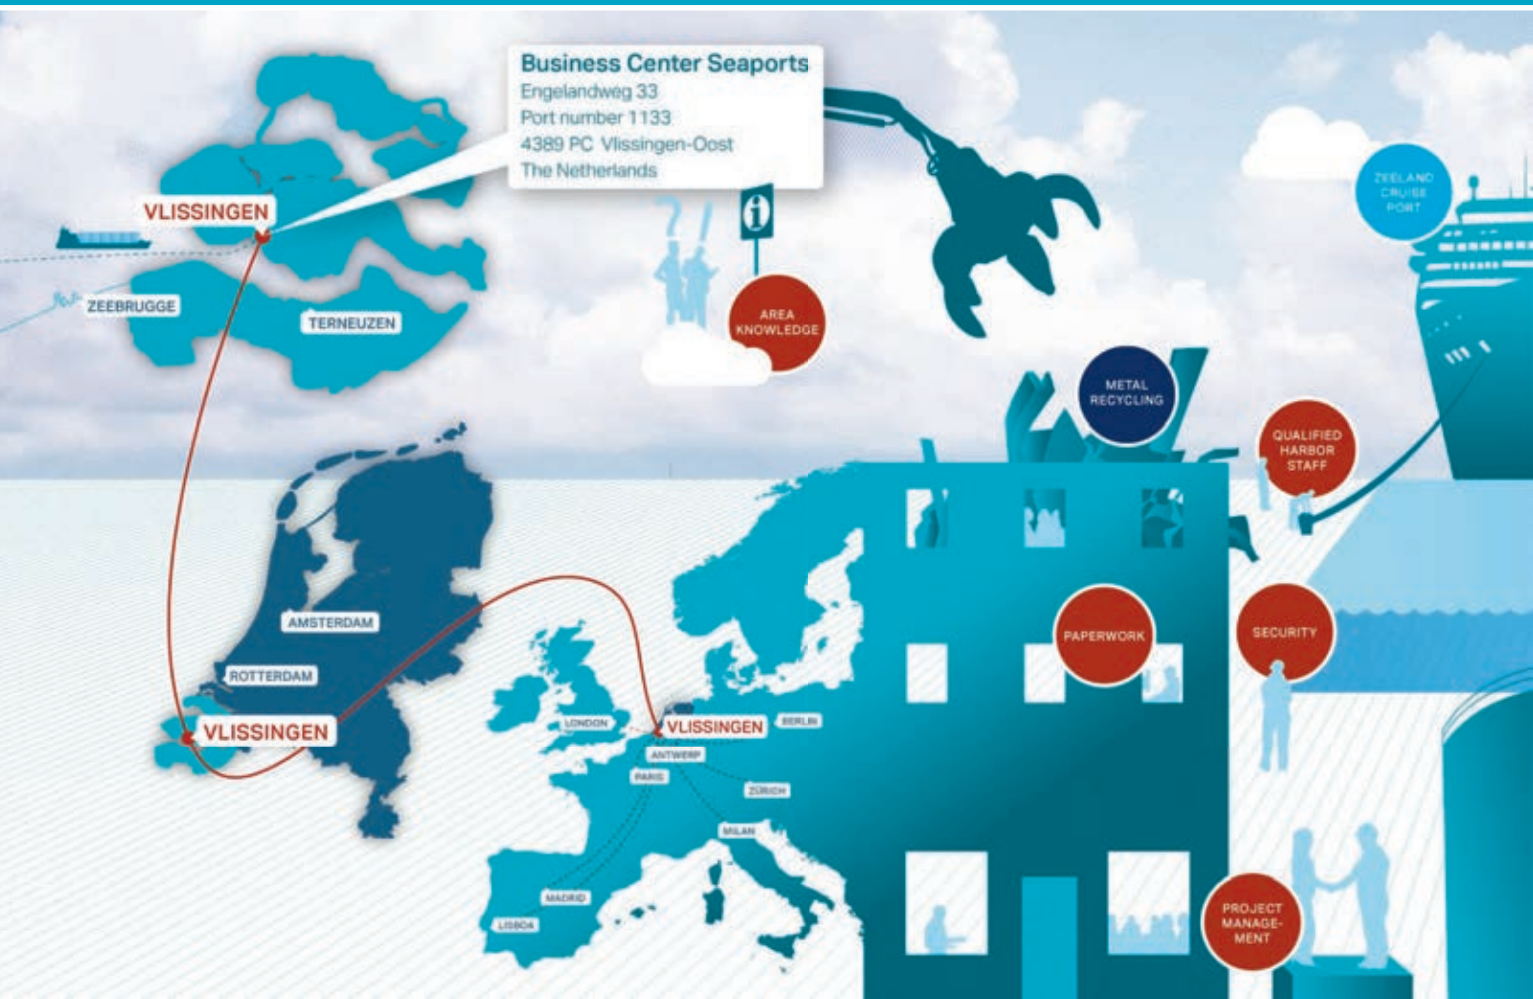 Business Center Seaports
Engelandweg 33
Port number 1133
4389 PC Vlissingen-Oost
The Netherlands
VLISSINGEN
ZEEBRUGGE
TERNEUZEN
i
AREA
KNOWLEDGE
ZEELAND
CRUISE
PORT
METAL
RECYCLING
QUALIFIED
HARBOR
STAFF
AMSTERDAM
ROTTERDAM
VLISSINGEN
LONDON
VLISSINGEN
BERLIN
ANTWERP
PARIS
ZÜRICH
MILAN
MADRID
LISBOA
PAPERWORK
SECURITY
PROJECT
MANAGE-
MENT